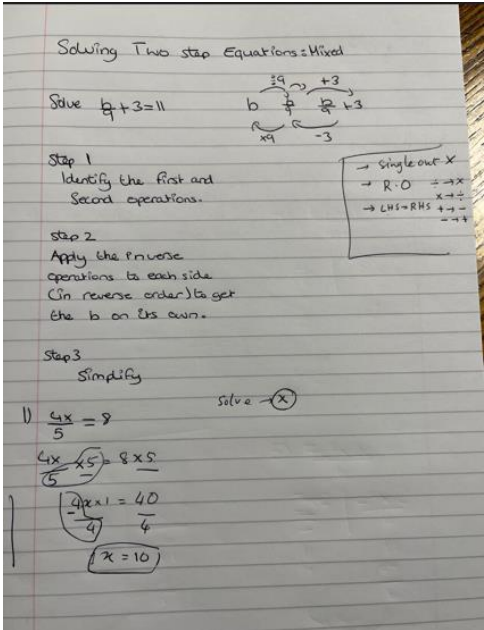 Solving Two step Equations: Mixed
÷9 +3
Solve b/9 + 3 = 11
b b/9 b/9 + 3
×9 -3
Step 1
Identify the first and
Second operations.
→ Single out x
→ R.O ÷ → ×
× → ÷
→ LHS = RHS + → -
- → +
step 2
Apply the inverse
operations to each side
(in reverse order) to get
the b on its own.
Step 3
Simplify
Solve → x
1) 4x/5 = 8
4x/5 × 5 = 8 × 5
4x × 1 / 4 = 40/4
x = 10